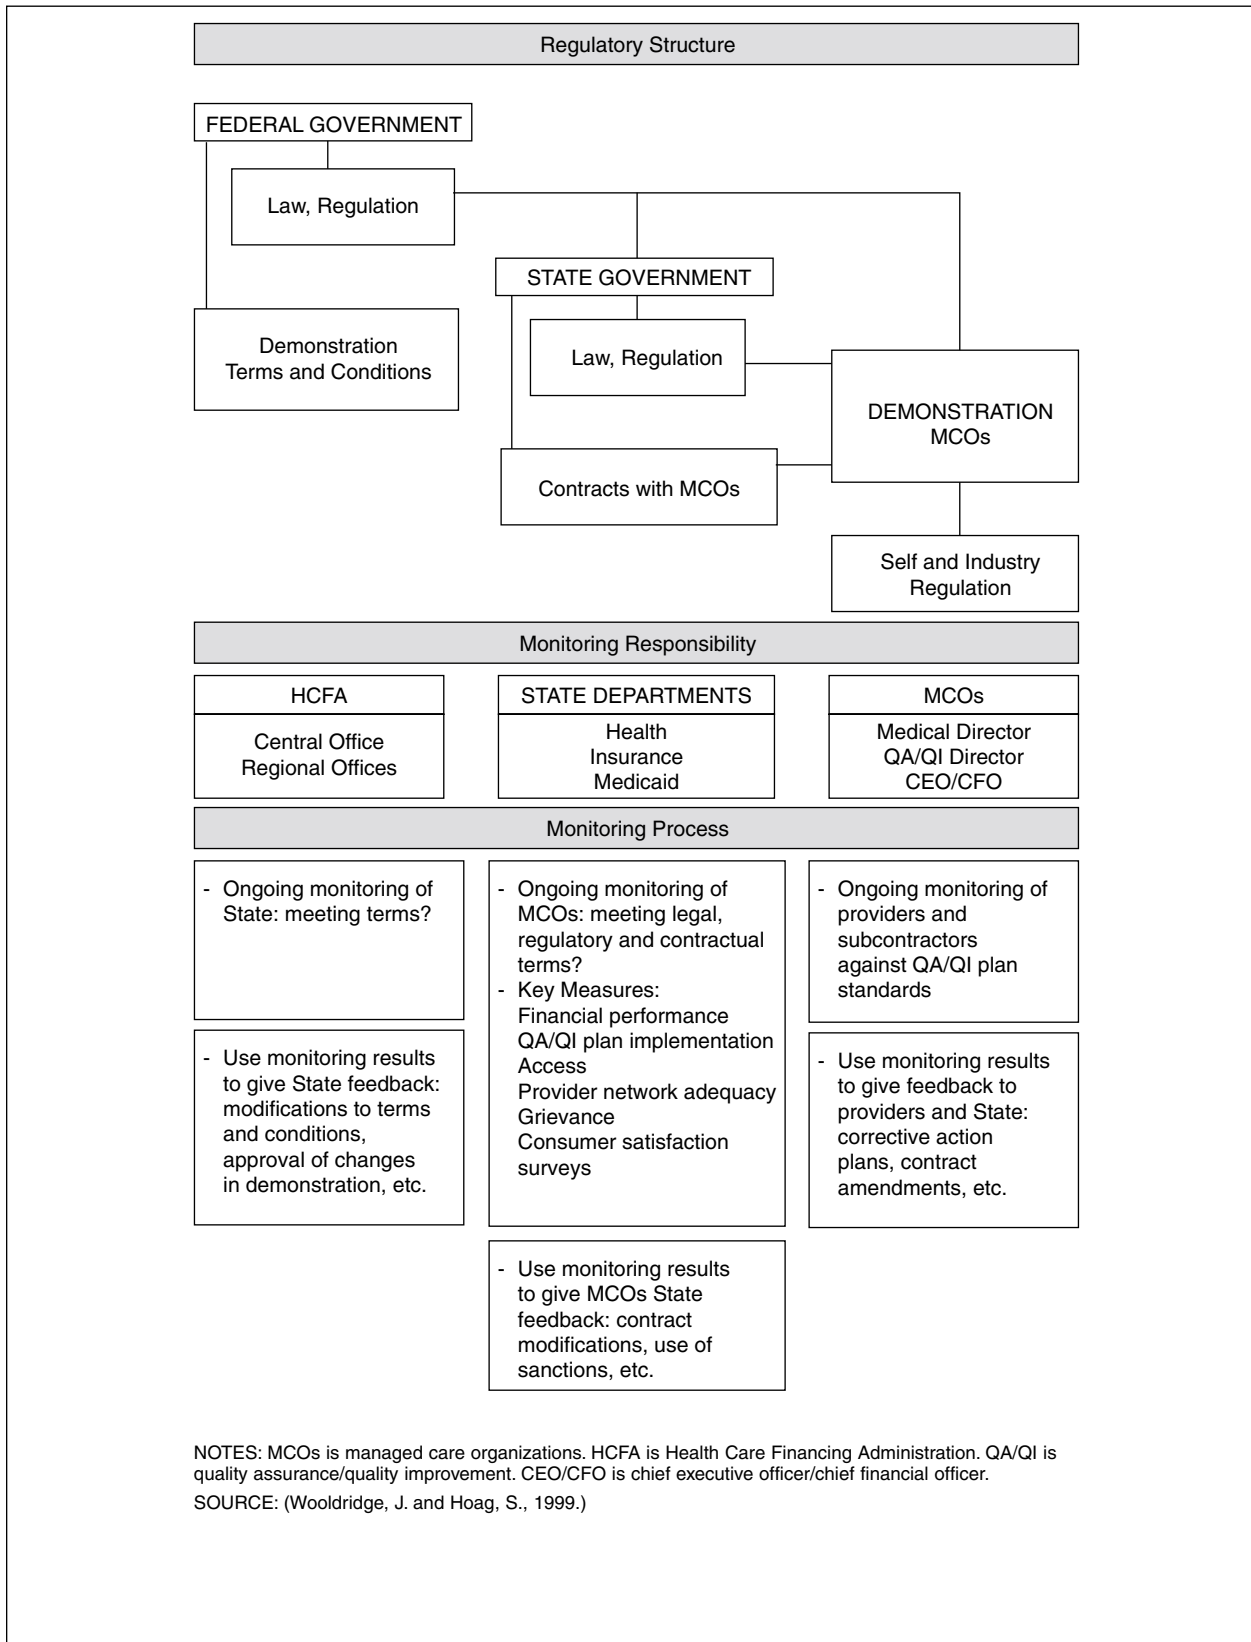 Regulatory Structure
FEDERAL GOVERNMENT
Law, Regulation
STATE GOVERNMENT
Demonstration
Terms and Conditions
Law, Regulation
DEMONSTRATION
MCOs
Contracts with MCOs
Self and Industry
Regulation
Monitoring Responsibility
HCFA
Central Office
Regional Offices
STATE DEPARTMENTS
Health
Insurance
Medicaid
MCOs
Medical Director
QA/QI Director
CEO/CFO
Monitoring Process
- Ongoing monitoring of
State: meeting terms?
- Use monitoring results
to give State feedback:
modifications to terms
and conditions,
approval of changes
in demonstration, etc.
- Ongoing monitoring of
MCOs: meeting legal,
regulatory and contractual
terms?
- Key Measures:
Financial performance
QA/QI plan implementation
Access
Provider network adequacy
Grievance
Consumer satisfaction
surveys
- Use monitoring results
to give MCOs State
feedback: contract
modifications, use of
sanctions, etc.
- Ongoing monitoring of
providers and
subcontractors
against QA/QI plan
standards
- Use monitoring results
to give feedback to
providers and State:
corrective action
plans, contract
amendments, etc.
NOTES: MCOs is managed care organizations. HCFA is Health Care Financing Administration. QA/QI is
quality assurance/quality improvement. CEO/CFO is chief executive officer/chief financial officer.
SOURCE: (Wooldridge, J. and Hoag, S., 1999.)